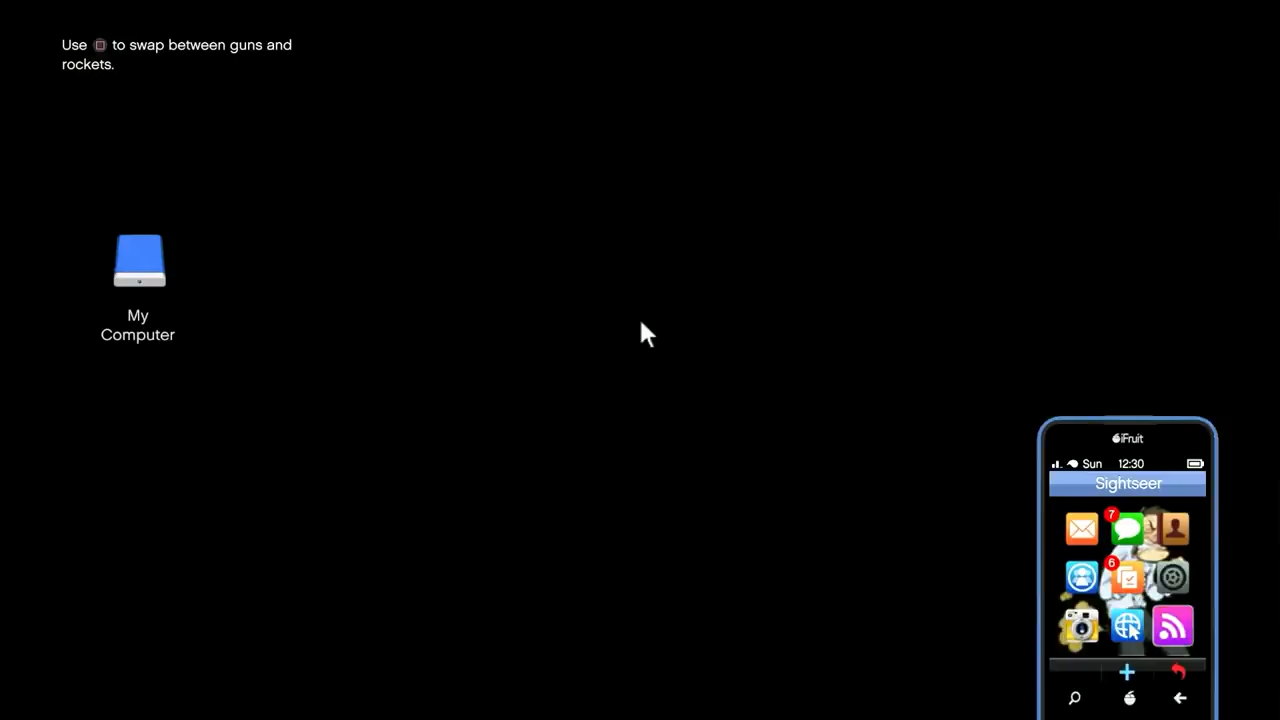 Use to swap between guns and
rockets.
My
Computer
iFruit
Sun 12:30
Sightseer
7
6